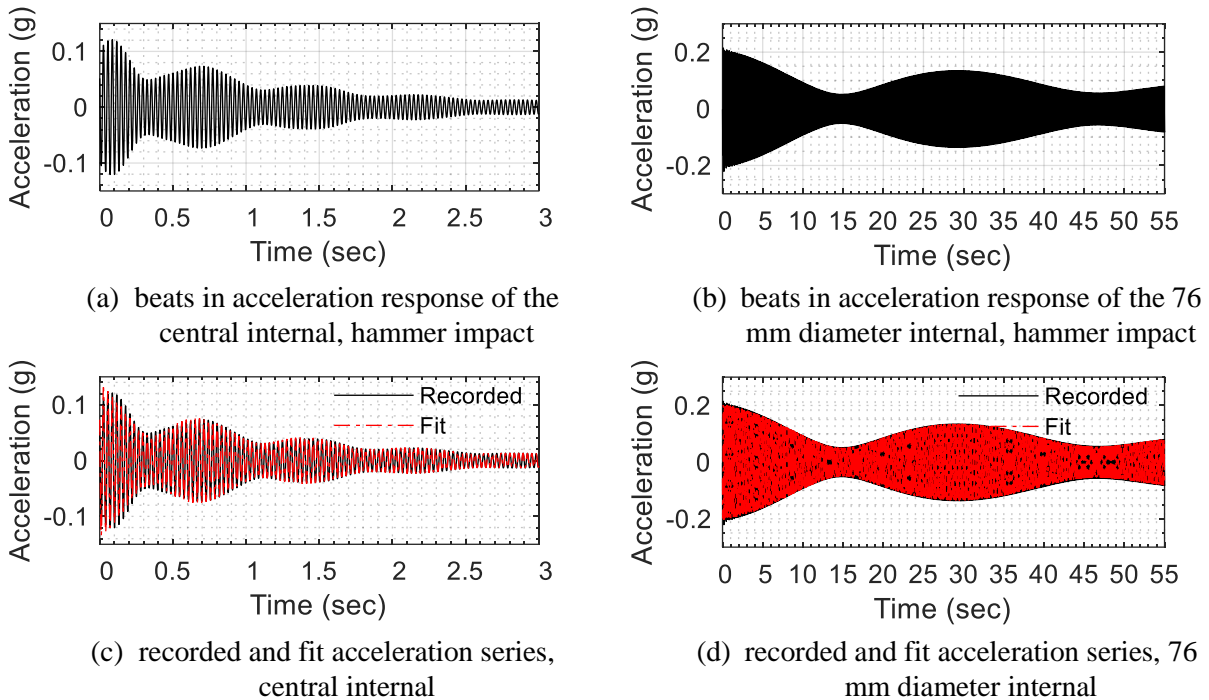 Acceleration (g)
0.1
0
-0.1
0 0.5 1 1.5 2 2.5 3
Time (sec)
(a) beats in acceleration response of the
central internal, hammer impact
Acceleration (g)
0.2
0
-0.2
0 5 10 15 20 25 30 35 40 45 50 55
Time (sec)
(b) beats in acceleration response of the 76
mm diameter internal, hammer impact
Acceleration (g)
0.1
0
-0.1
Recorded
Fit
0 0.5 1 1.5 2 2.5 3
Time (sec)
(c) recorded and fit acceleration series,
central internal
Acceleration (g)
0.2
0
-0.2
Recorded
Fit
0 5 10 15 20 25 30 35 40 45 50 55
Time (sec)
(d) recorded and fit acceleration series, 76
mm diameter internal